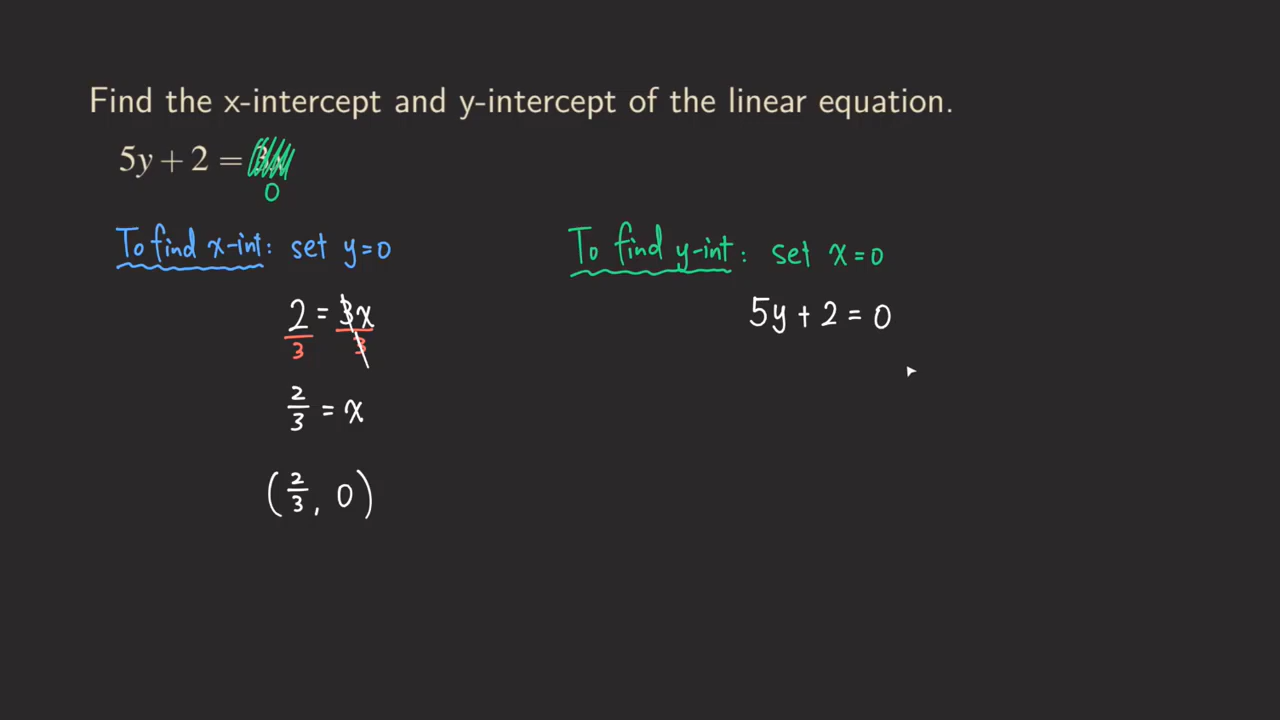 Find the x-intercept and y-intercept of the linear equation.
5y + 2 = 3x
0
To find x-int: set y=0
2 = 3x
3 3
2/3 = x
(2/3, 0)
To find y-int: set x=0
5y + 2 = 0